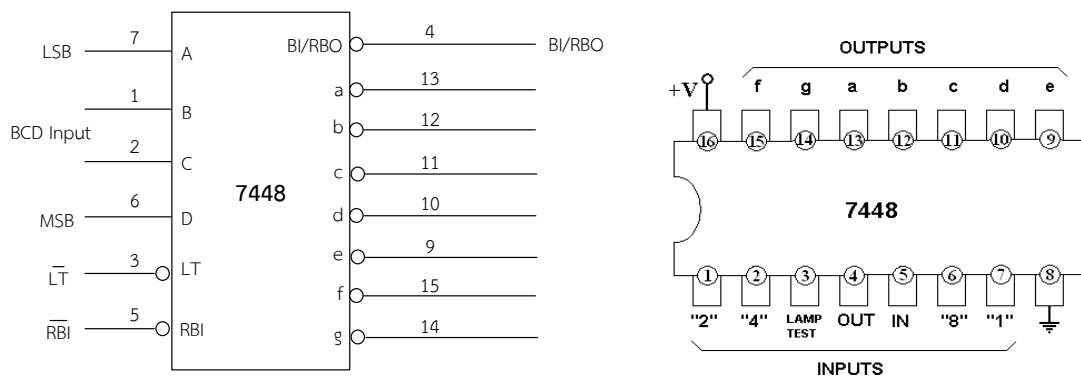 7
LSB
A
1
B
BCD Input
2
C
6
MSB
D
3
L̅T̅
LT
5
R̅B̅I̅
RBI
7448
BI/RBO
4
BI/RBO
a
13
b
12
c
11
d
10
e
9
f
15
g
14
OUTPUTS
+V
f g a b c d e
16 15 14 13 12 11 10 9
7448
1 2 3 4 5 6 7 8
"2" "4" LAMP TEST OUT IN "8" "1"
INPUTS